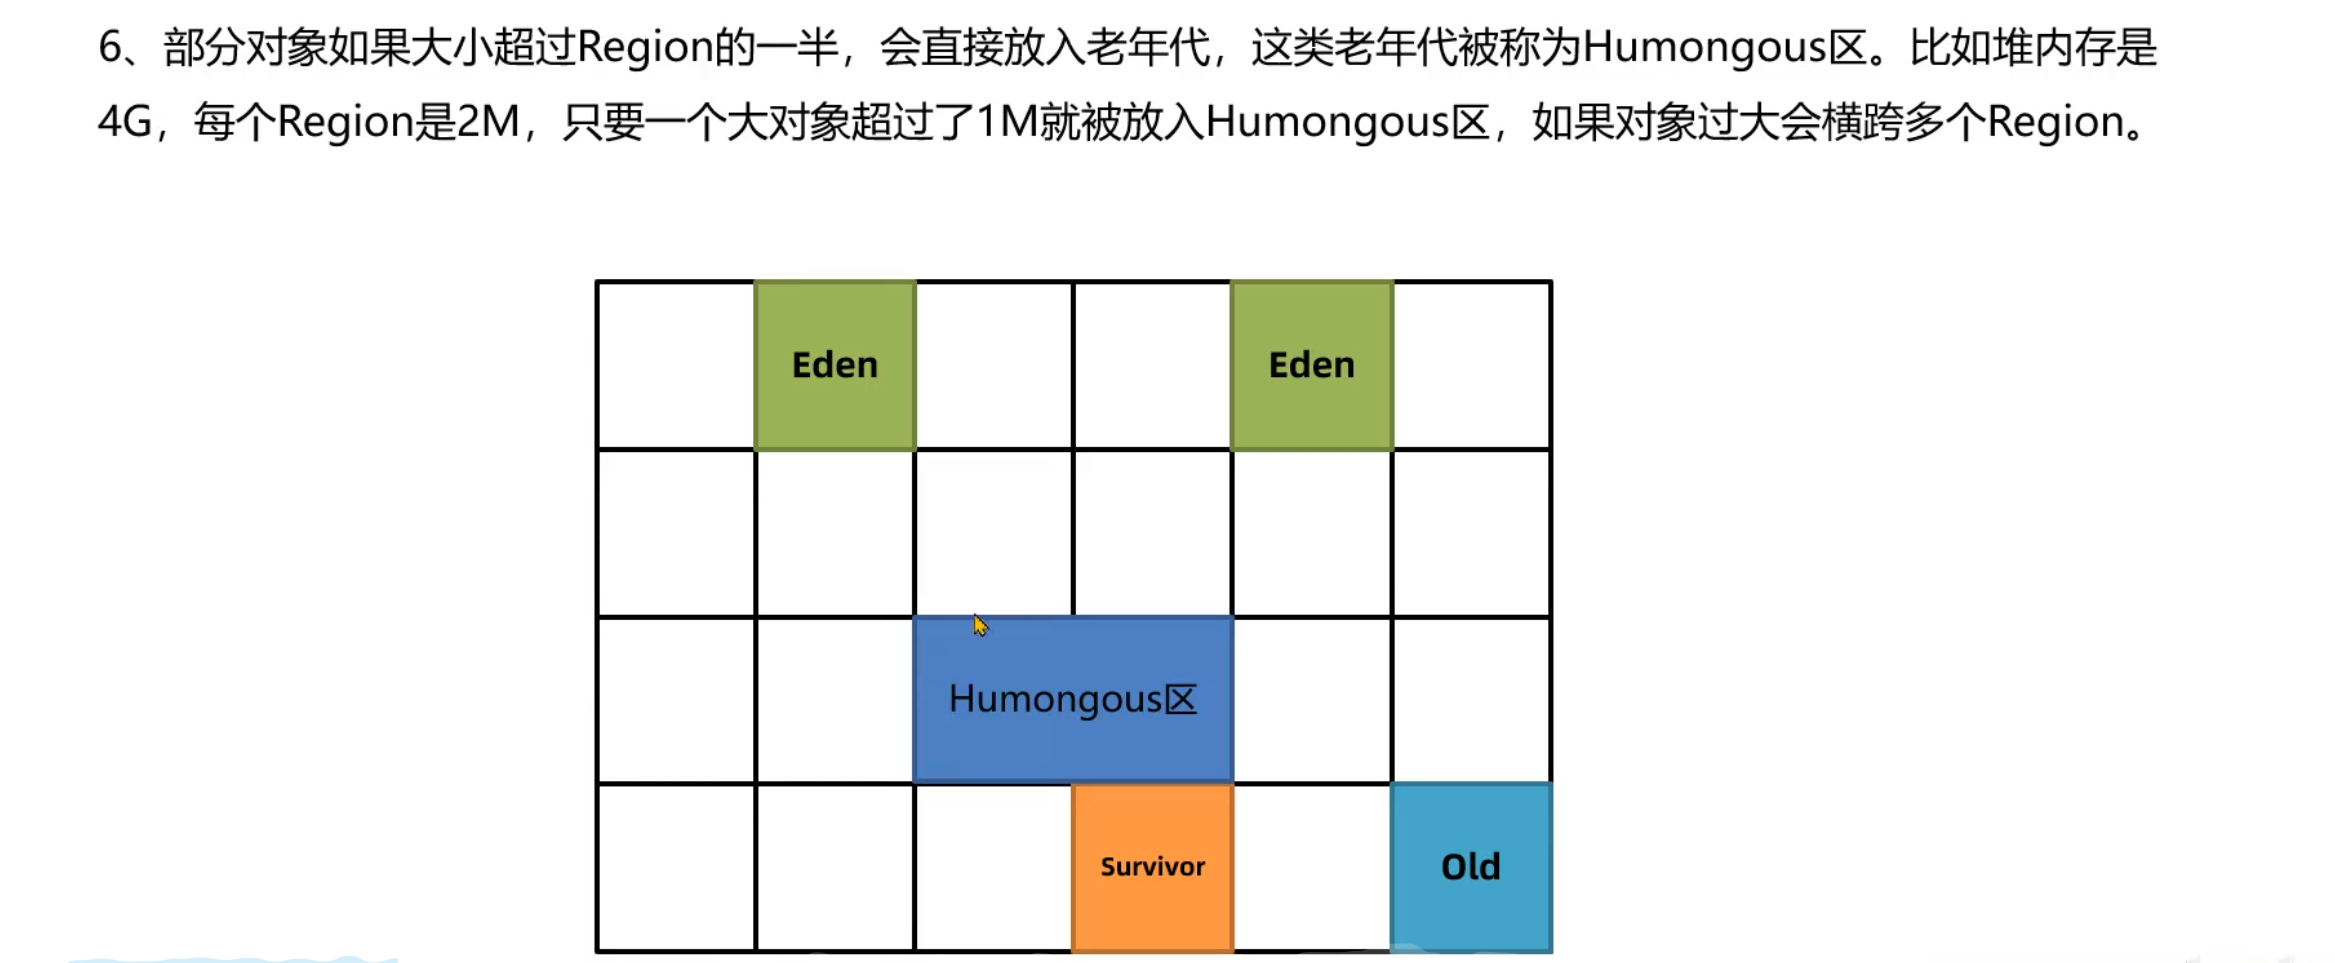 6、部分对象如果大小超过Region的一半，会直接放入老年代，这类老年代被称为Humongous区。比如堆内存是
4G，每个Region是2M，只要一个大对象超过了1M就被放入Humongous区，如果对象过大会横跨多个Region。
Eden
Eden
Humongous区
Survivor
Old